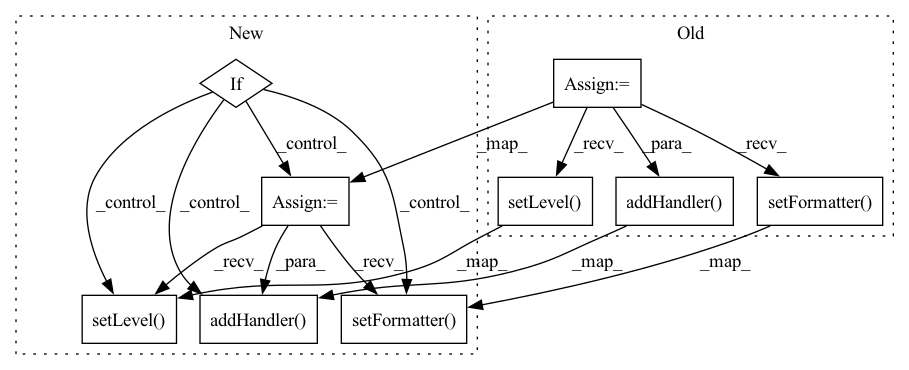 New
Old
If
Assign:=
_control_
_map_
_recv_
_para_
_recv_
_control_
_control_
Assign:=
_control_
setLevel()
addHandler()
setFormatter()
_recv_
_para_
_recv_
_map_
_map_
_map_
setLevel()
addHandler()
setFormatter()